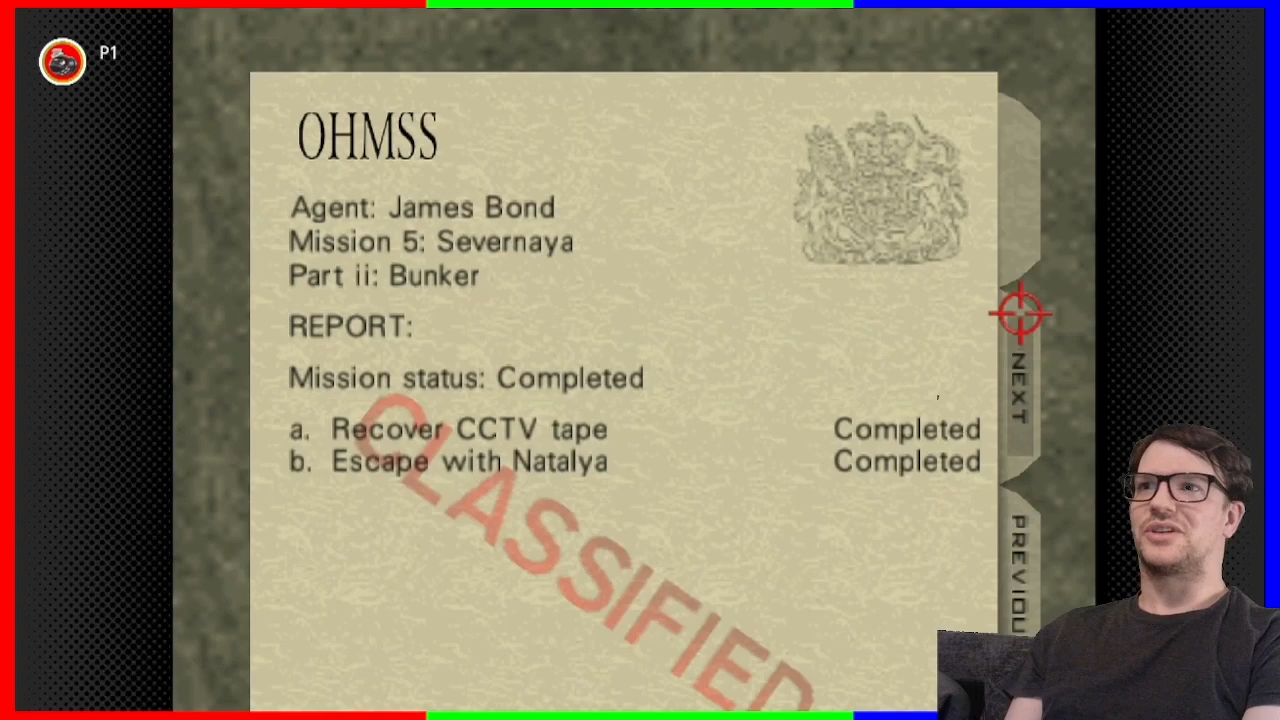 P1
OHMSS
Agent: James Bond
Mission 5: Severnaya
Part ii: Bunker
REPORT:
Mission status: Completed
a. Recover CCTV tape Completed
b. Escape with Natalya Completed
CLASSIFIED
NEXT
PREVIOU